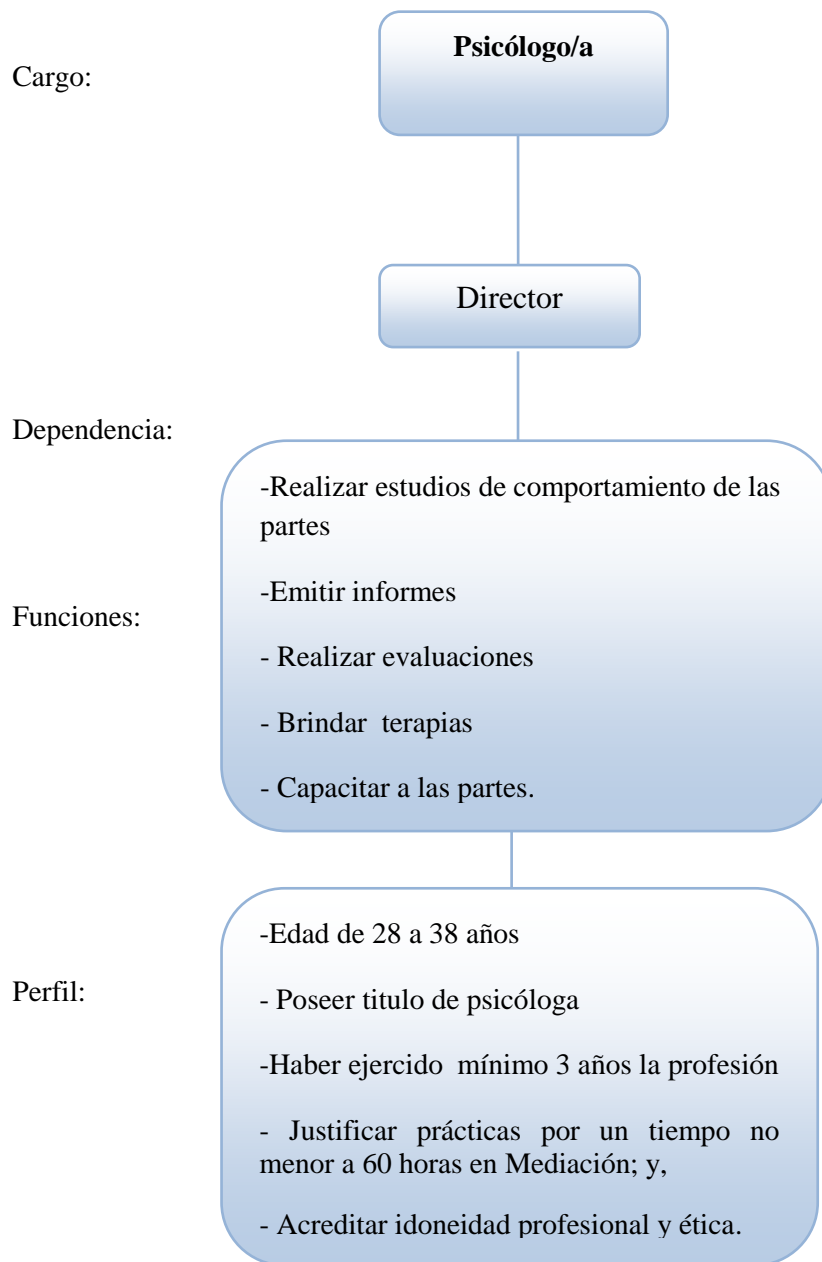 Psicólogo/a
Cargo:
Director
Dependencia:
-Realizar estudios de comportamiento de las
partes
-Emitir informes
Funciones:
- Realizar evaluaciones
- Brindar  terapias
- Capacitar a las partes.
-Edad de 28 a 38 años
Perfil:
- Poseer titulo de psicóloga
-Haber ejercido  mínimo 3 años la profesión
- Justificar prácticas por un tiempo no
menor a 60 horas en Mediación; y,
- Acreditar idoneidad profesional y ética.